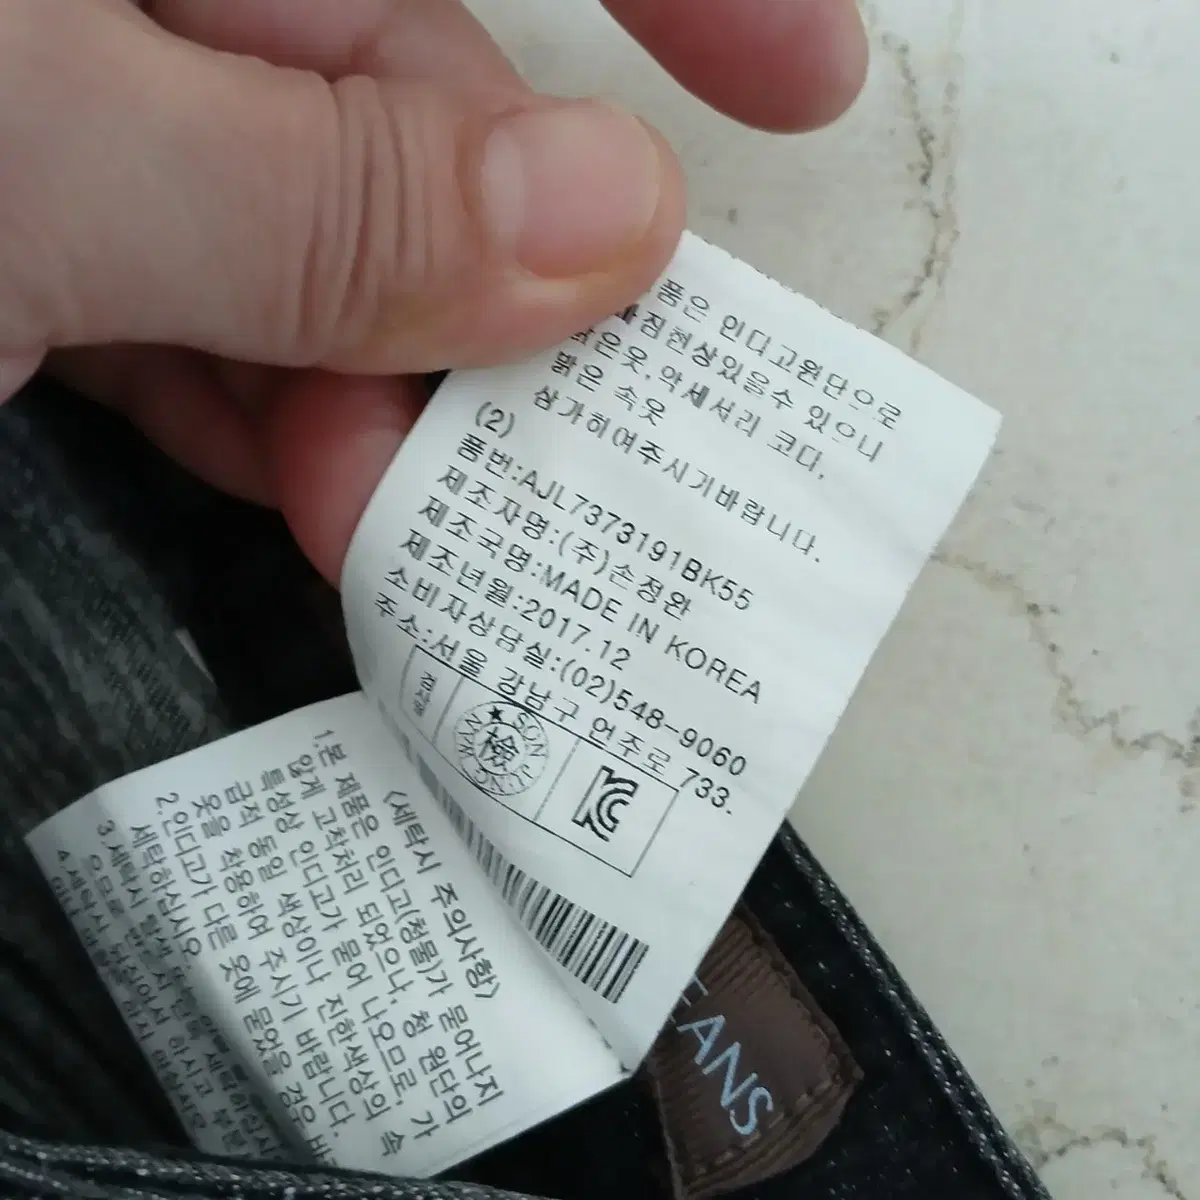 품은 인디고원단으로
짐현상있을수 있으니
은옷,악세서리 코디,
밝은 속옷
삼가하여주시기바랍니다.
(2)
품번:AJL7373191BK55
제조자명:(주)손정완
제조국명:MADE IN KOREA
제조년월:2017.12
소비자상담실:(02)548-9060
주소:서울 강남구 언주로 733.
검사필
檢
<세탁시 주의사항>
1.본 제품은 인디고(청물)가 묻어나지
않게 고착처리 되었으나, 청 원단의
특성상 인디고가 묻어 나오므로, 가
급적 동일 색상이나 진한색상의 속
옷을 착용하여 주시기 바랍니다.
2.인디고가 다른 옷에 묻었을 경우
세탁하십시오.
EANS